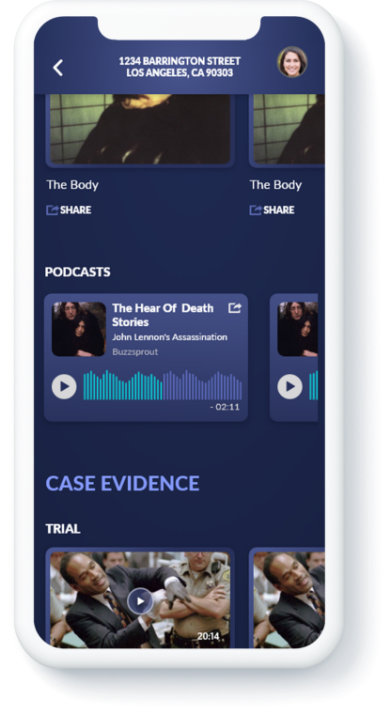 1234 BARRINGTON STREET
LOS ANGELES, CA 90303
The Body
The Body
SHARE
SHARE
PODCASTS
The Hear Of Death
Stories
John Lennon's Assassination
Buzzsprout
- 02:11
CASE EVIDENCE
TRIAL
20:14